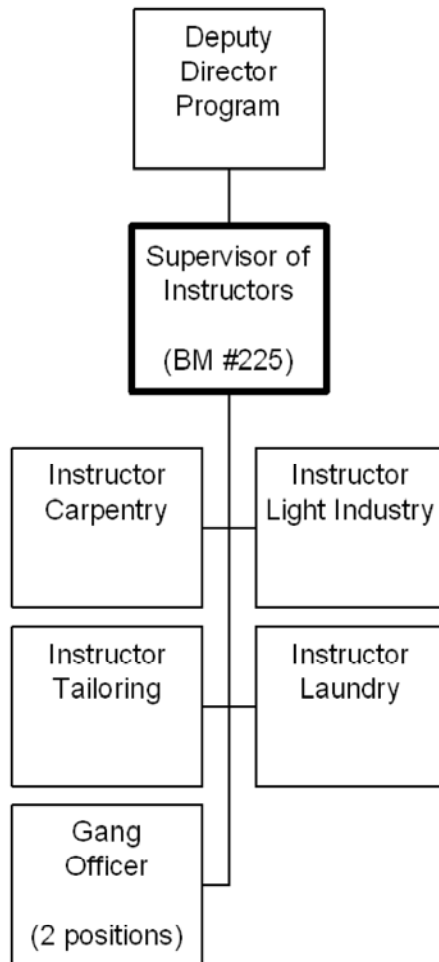 Deputy
Director
Program
Supervisor of
Instructors
(BM #225)
Instructor
Carpentry
Instructor
Light Industry
Instructor
Tailoring
Instructor
Laundry
Gang
Officer
(2 positions)